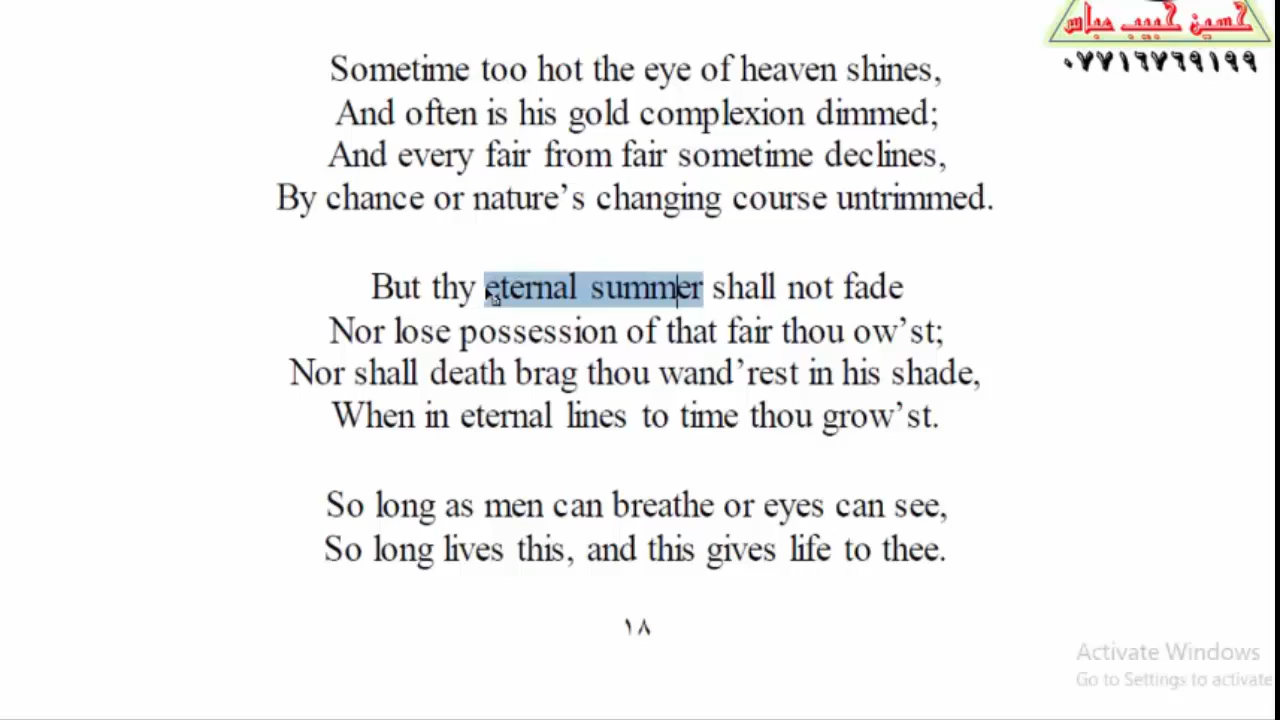 حسين حبيب عباس
٠٧٧١٦٧٦٩١٩٩
Sometime too hot the eye of heaven shines,
And often is his gold complexion dimmed;
And every fair from fair sometime declines,
By chance or nature’s changing course untrimmed.
But thy eternal summer shall not fade
Nor lose possession of that fair thou ow’st;
Nor shall death brag thou wand’rest in his shade,
When in eternal lines to time thou grow’st.
So long as men can breathe or eyes can see,
So long lives this, and this gives life to thee.
١٨
Activate Windows
Go to Settings to activate